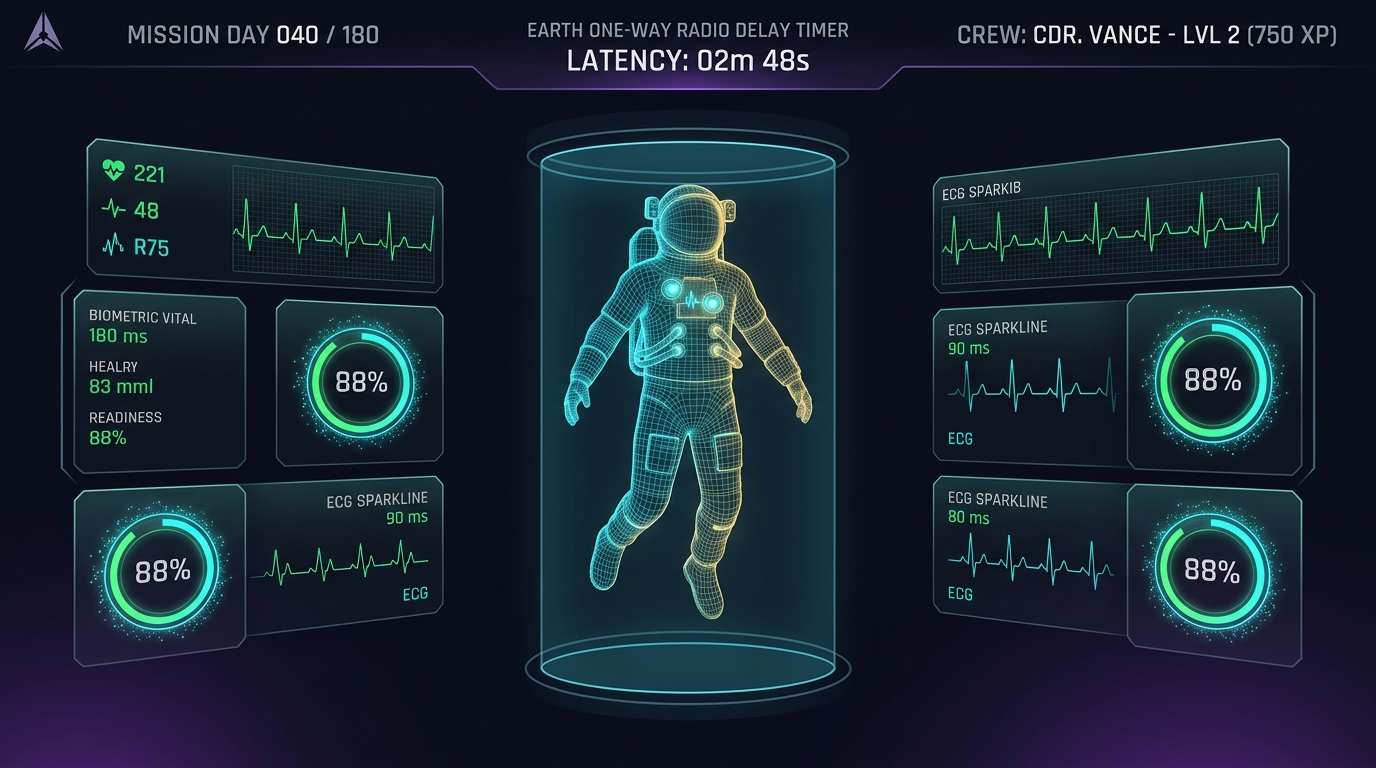 MISSION DAY 040 / 180
EARTH ONE-WAY RADIO DELAY TIMER
LATENCY: 02m 48s
CREW: CDR. VANCE - LVL 2 (750 XP)
221
48
R75
BIOMETRIC VITAL
180 ms
HEALRY
83 mml
READINESS
88%
88%
88%
ECG SPARKLINE
90 ms
ECG
ECG SPARKIB
ECG SPARKLINE
90 ms
ECG
88%
ECG SPARKLINE
80 ms
ECG
88%